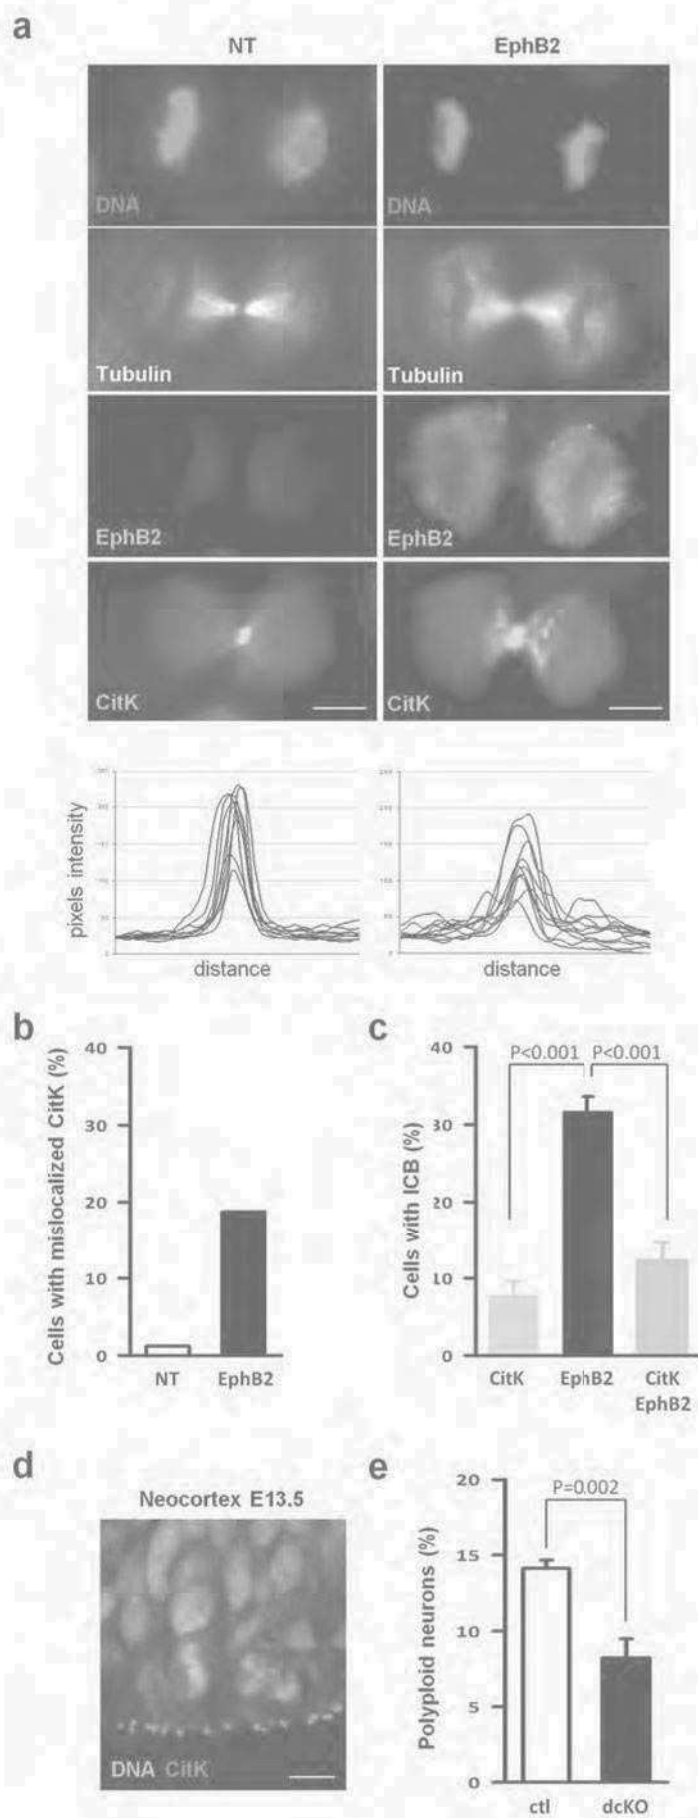 a
NT EphB2
DNA DNA
Tubulin Tubulin
EphB2 EphB2
CitK CitK
pixels intensity
distance distance
b
Cells with mislocalized CitK (%)
40
30
20
10
0
NT EphB2
c
Cells with ICB (%)
40
30
20
10
0
P<0.001 P<0.001
CitK EphB2 CitK
EphB2
d
Neocortex E13.5
DNA CitK
e
Polyploid neurons (%)
20
15
10
5
0
P=0.002
ctl dcKO